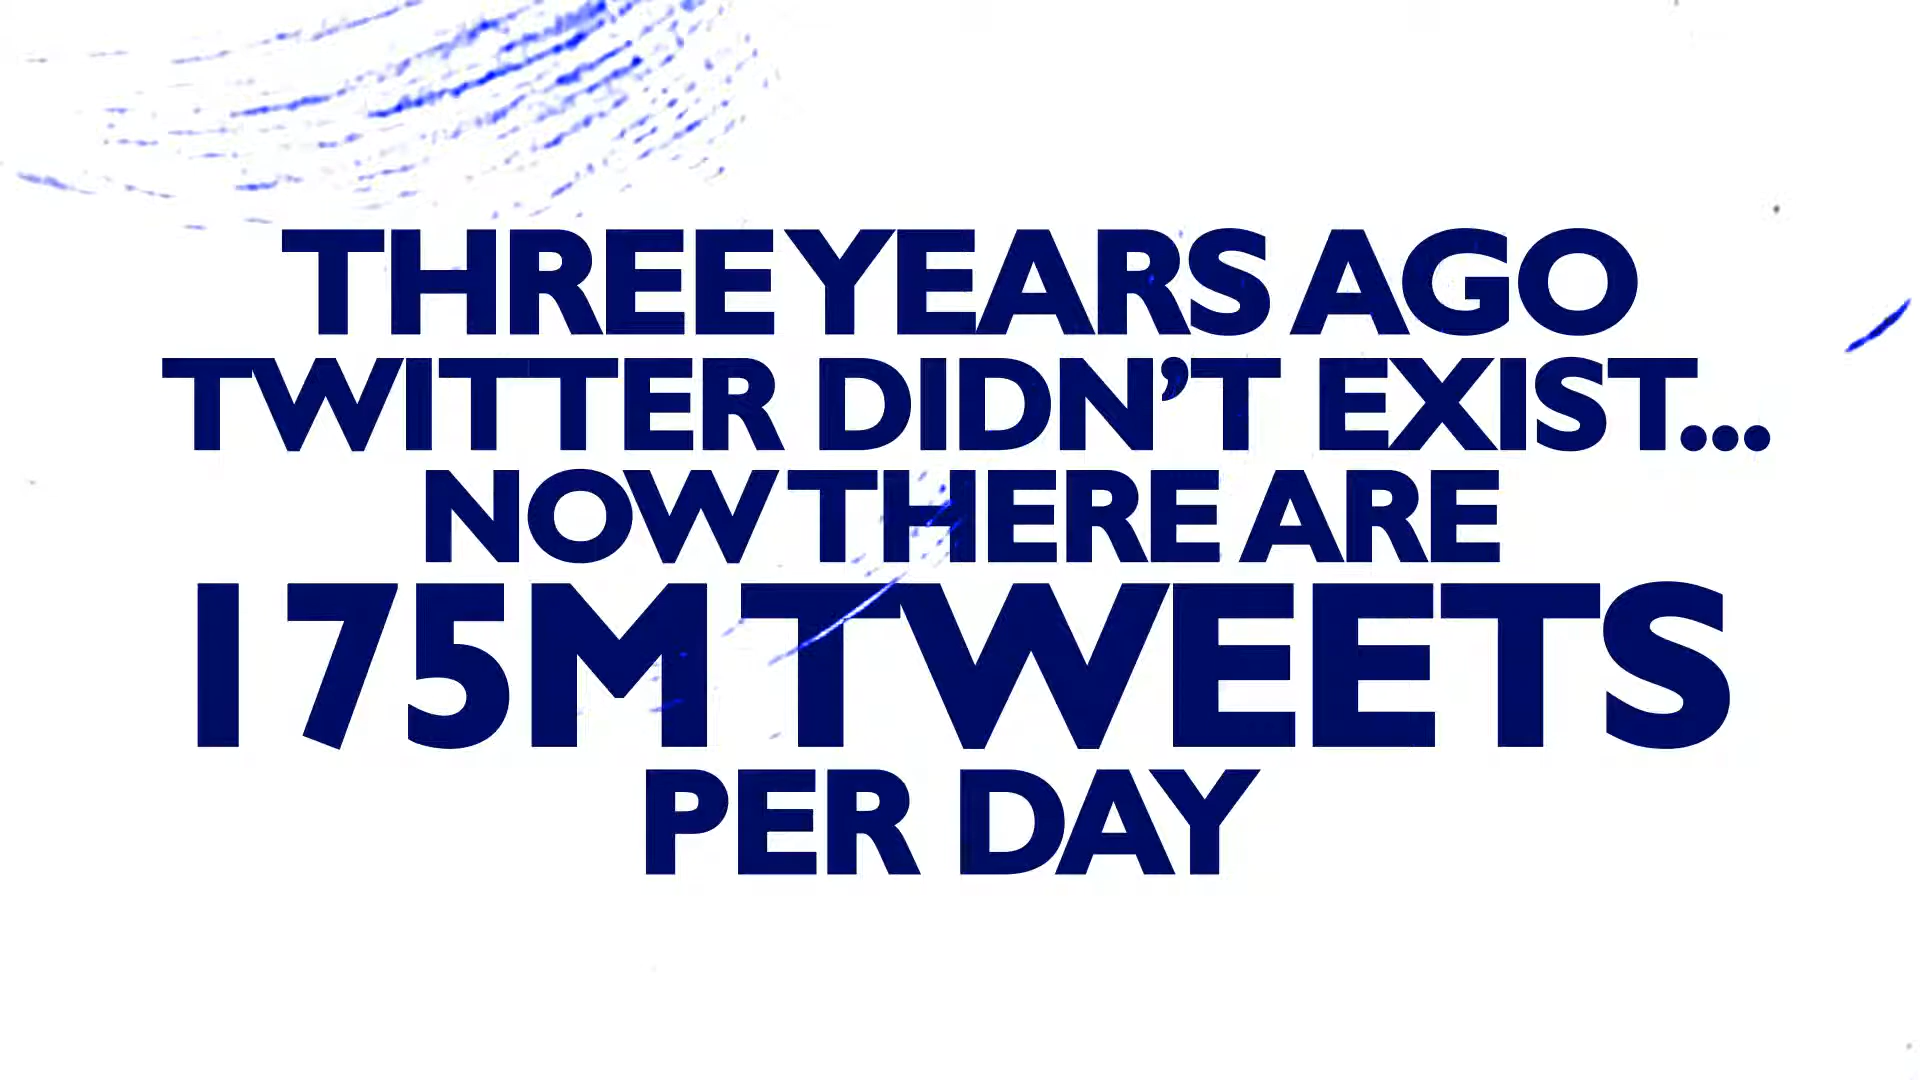 THREE YEARS AGO
TWITTER DIDN’T EXIST...
NOW THERE ARE
175M TWEETS
PER DAY